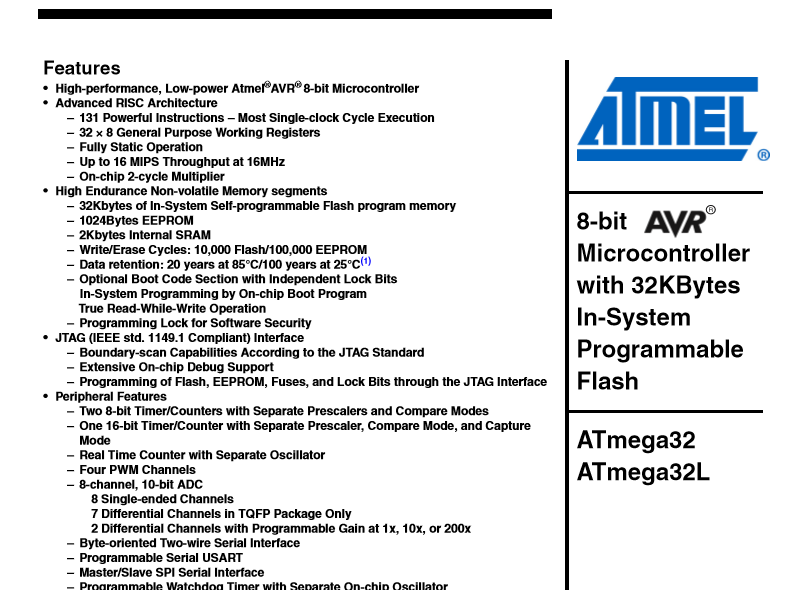 Features
• High-performance, Low-power Atmel®AVR® 8-bit Microcontroller
• Advanced RISC Architecture
– 131 Powerful Instructions – Most Single-clock Cycle Execution
– 32 × 8 General Purpose Working Registers
– Fully Static Operation
– Up to 16 MIPS Throughput at 16MHz
– On-chip 2-cycle Multiplier
• High Endurance Non-volatile Memory segments
– 32Kbytes of In-System Self-programmable Flash program memory
– 1024Bytes EEPROM
– 2Kbytes Internal SRAM
– Write/Erase Cycles: 10,000 Flash/100,000 EEPROM
– Data retention: 20 years at 85°C/100 years at 25°C(1)
– Optional Boot Code Section with Independent Lock Bits
In-System Programming by On-chip Boot Program
True Read-While-Write Operation
– Programming Lock for Software Security
• JTAG (IEEE std. 1149.1 Compliant) Interface
– Boundary-scan Capabilities According to the JTAG Standard
– Extensive On-chip Debug Support
– Programming of Flash, EEPROM, Fuses, and Lock Bits through the JTAG Interface
• Peripheral Features
– Two 8-bit Timer/Counters with Separate Prescalers and Compare Modes
– One 16-bit Timer/Counter with Separate Prescaler, Compare Mode, and Capture
Mode
– Real Time Counter with Separate Oscillator
– Four PWM Channels
– 8-channel, 10-bit ADC
8 Single-ended Channels
7 Differential Channels in TQFP Package Only
2 Differential Channels with Programmable Gain at 1x, 10x, or 200x
– Byte-oriented Two-wire Serial Interface
– Programmable Serial USART
– Master/Slave SPI Serial Interface
– Programmable Watchdog Timer with Separate On-chip Oscillator
ATMEL®
8-bit AVR®
Microcontroller
with 32KBytes
In-System
Programmable
Flash
ATmega32
ATmega32L